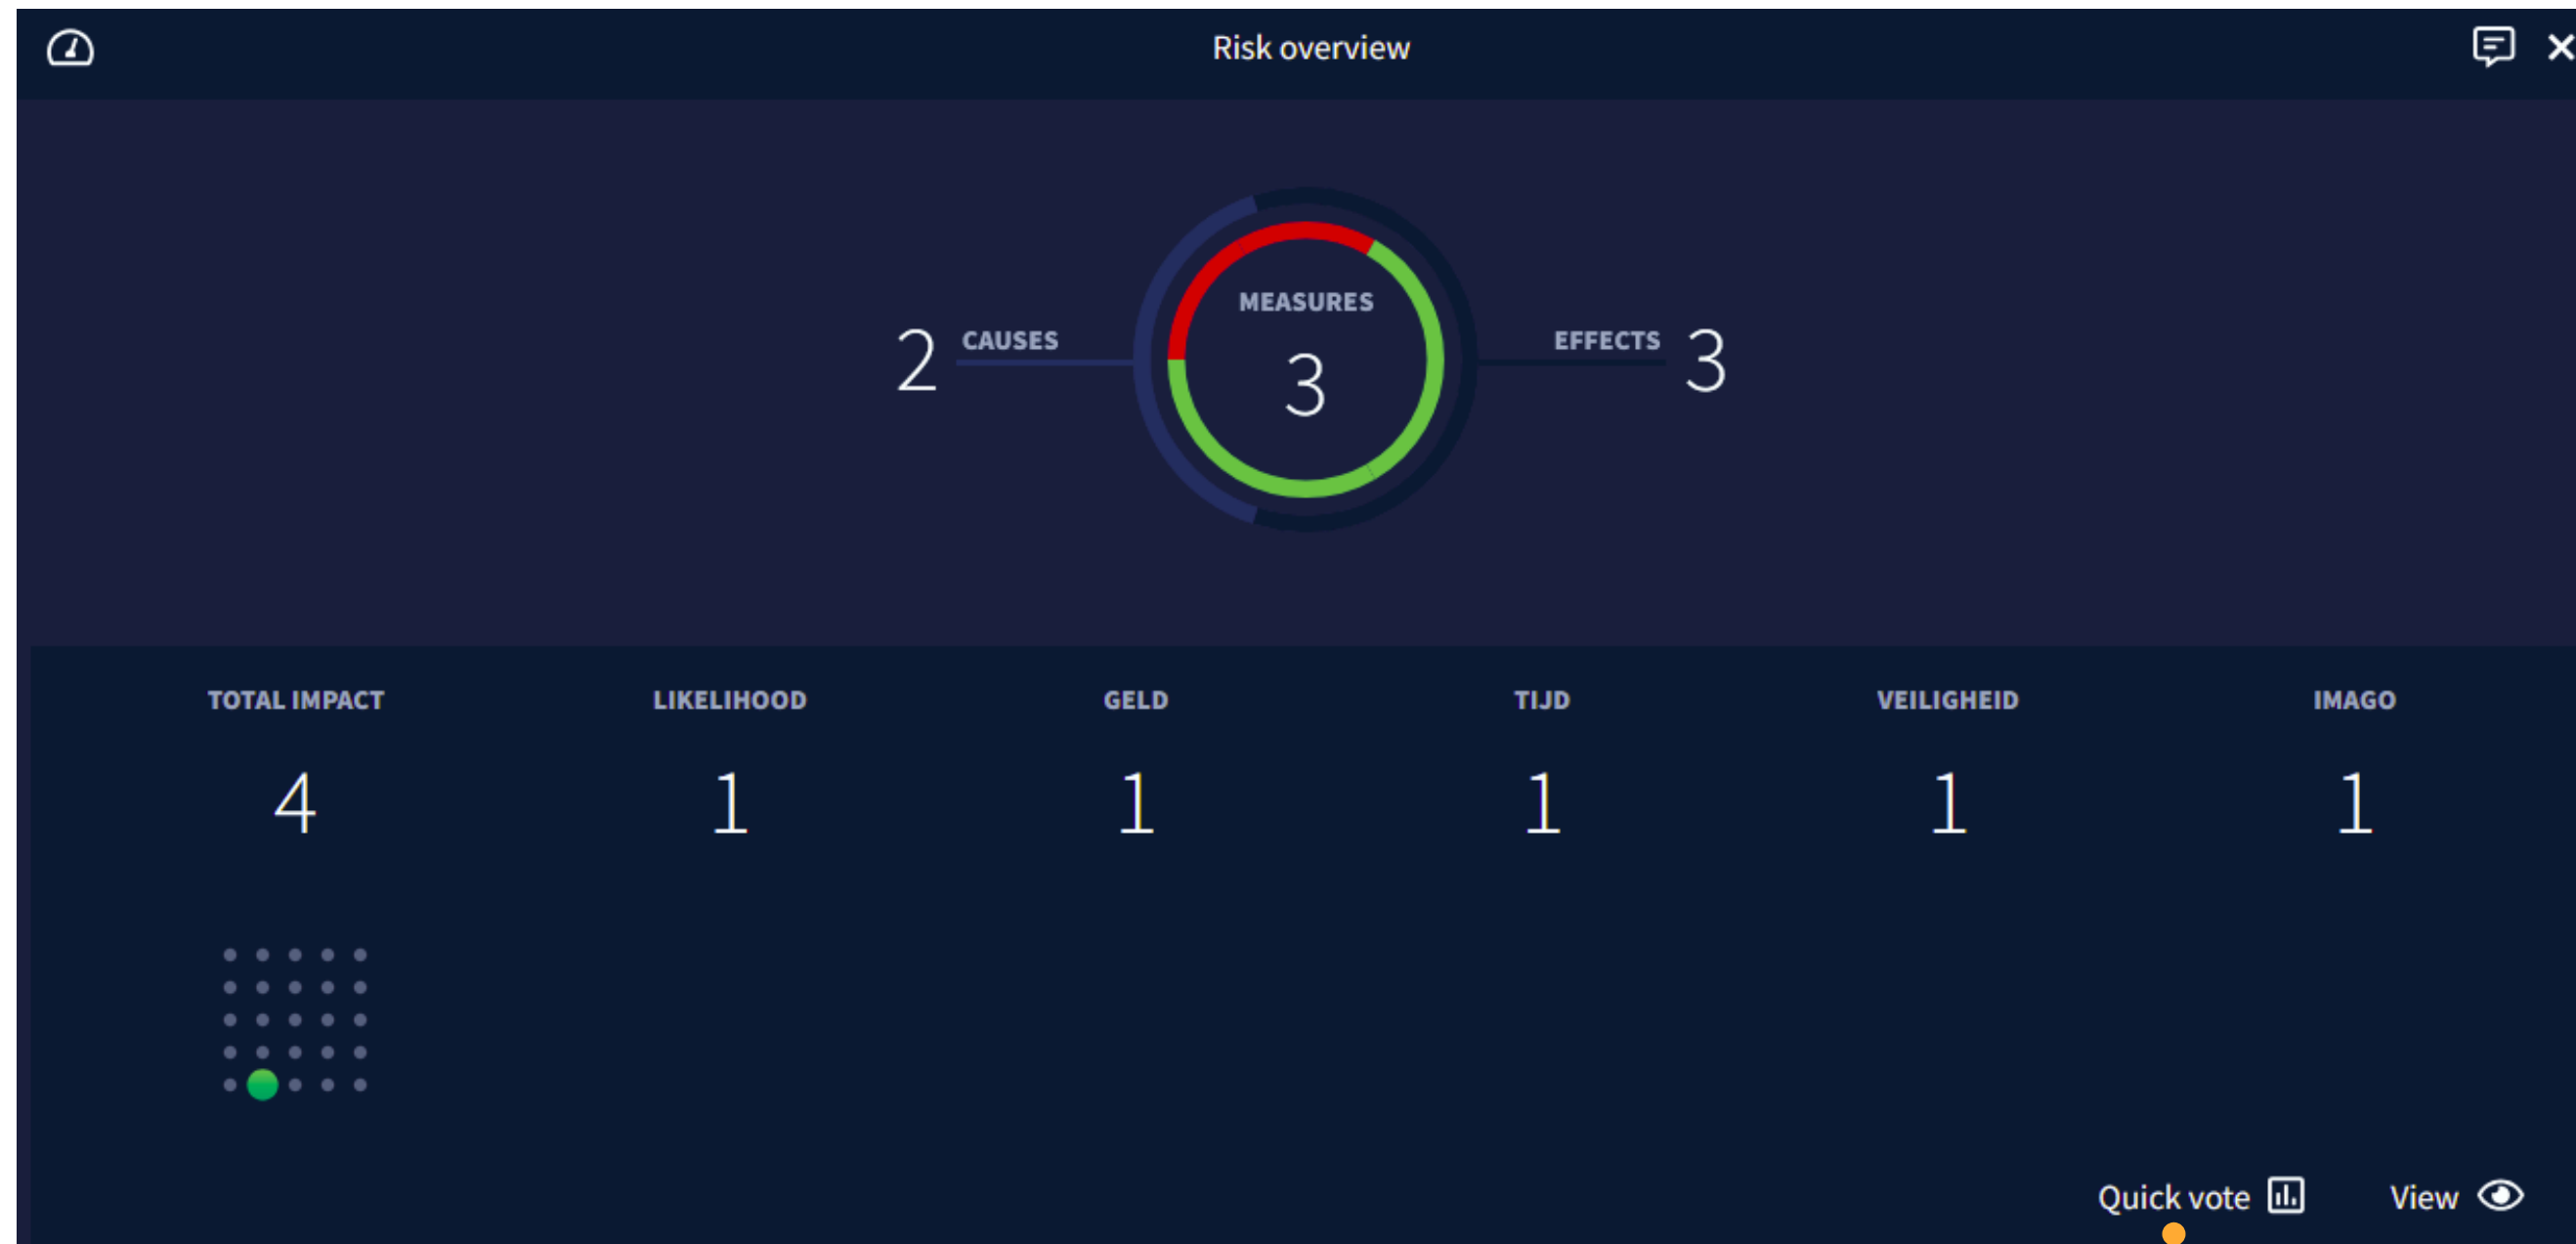 Risk overview
MEASURES
3
2 CAUSES
EFFECTS 3
TOTAL IMPACT LIKELIHOOD GELD TIJD VEILIGHEID IMAGO
4 1 1 1 1 1
Quick vote View